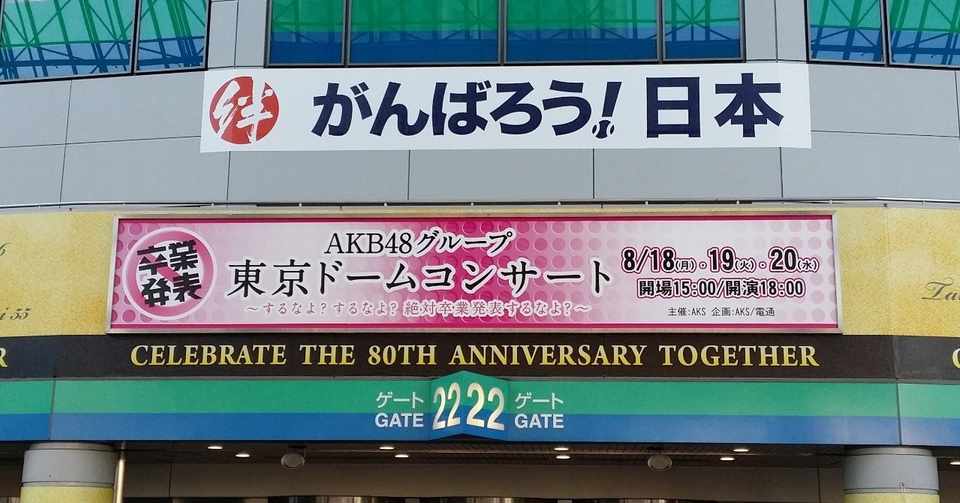 絆 がんばろう!日本
卒業
発表
AKB48グループ
東京ドームコンサート
〜するなよ?するなよ? 絶対卒業発表するなよ?〜
8/18(月)・19(火)・20(水)
開場15:00/開演18:00
主催:AKS 企画:AKS/電通
CELEBRATE THE 80TH ANNIVERSARY TOGETHER
ゲート 22 22 ゲート
GATE GATE